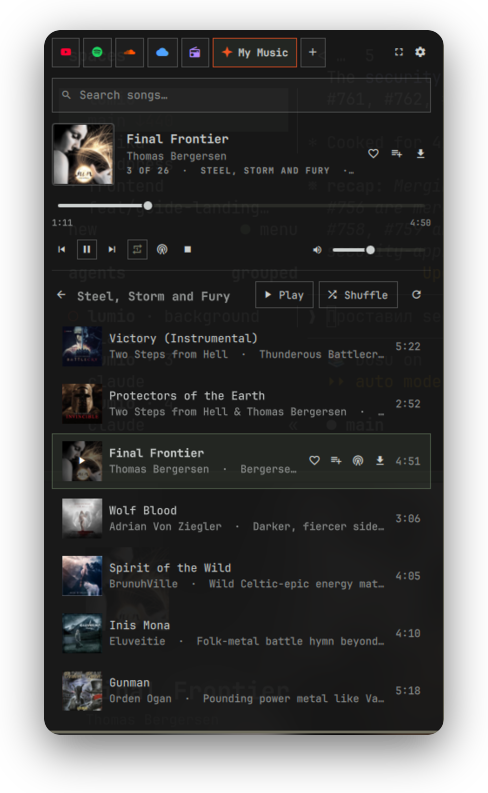 My Music
+
Search songs…
Final Frontier
Thomas Bergersen
3 OF 26 · STEEL, STORM AND FURY ·…
1:11
4:50
Steel, Storm and Fury
Play
Shuffle
Victory (Instrumental)
Two Steps from Hell · Thunderous Battlecr…
5:22
Protectors of the Earth
Two Steps from Hell & Thomas Bergersen · …
2:52
Final Frontier
Thomas Bergersen · Bergerse…
4:51
Wolf Blood
Adrian Von Ziegler · Darker, fiercer side…
3:06
Spirit of the Wild
BrunuhVille · Wild Celtic-epic energy mat…
4:05
Inis Mona
Eluveitie · Folk-metal battle hymn beyond…
4:10
Gunman
Orden Ogan · Pounding power metal like Va…
5:18